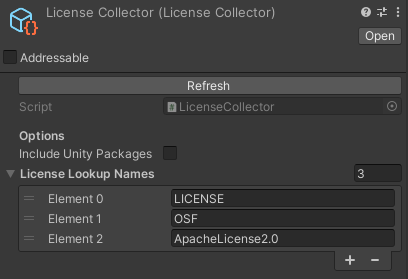 License Collector (License Collector)
Open
Addressable
Refresh
Script LicenseCollector
Options
Include Unity Packages
License Lookup Names 3
Element 0 LICENSE
Element 1 OSF
Element 2 ApacheLicense2.0